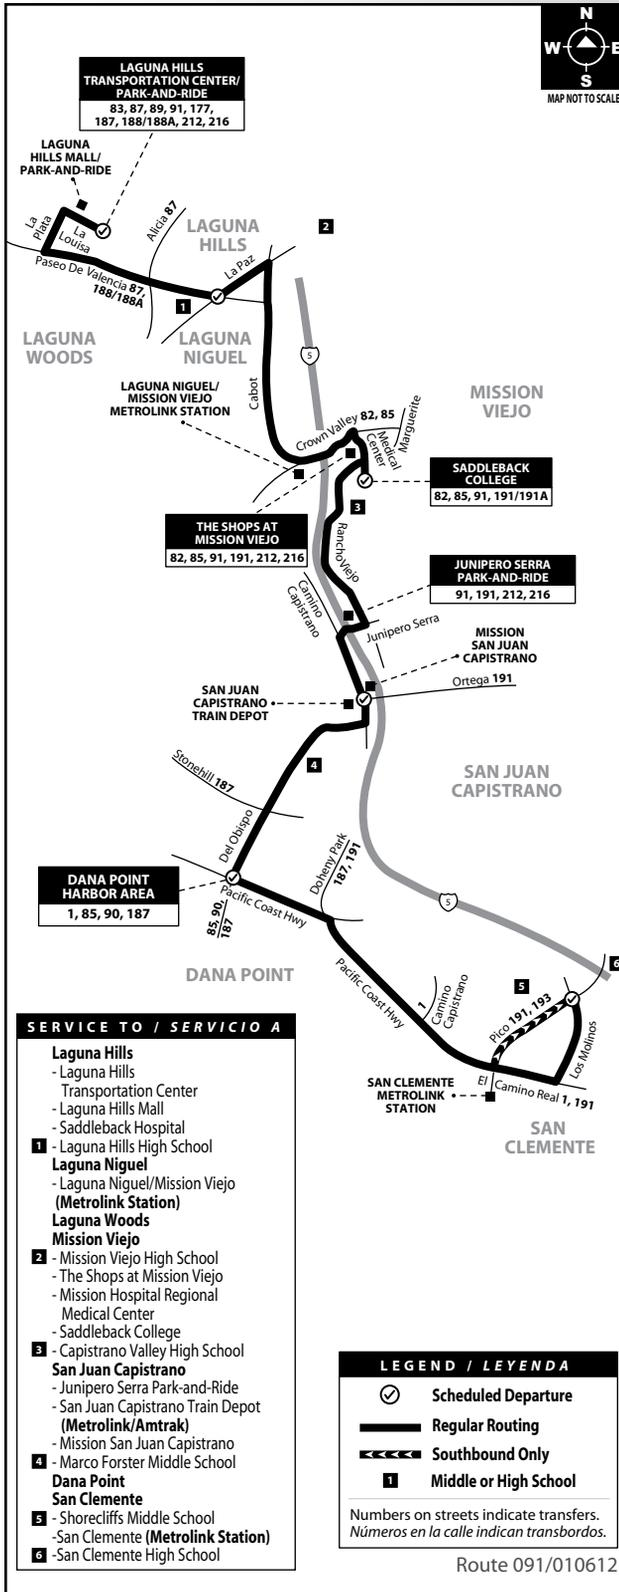 N
W E
S
MAP NOT TO SCALE
LAGUNA HILLS
TRANSPORTATION CENTER/
PARK-AND-RIDE
83, 87, 89, 91, 177,
187, 188/188A, 212, 216
LAGUNA
HILLS MALL/
PARK-AND-RIDE
La
Plata
La
Louisa
Alicia 87
LAGUNA
HILLS
2
La Paz
Paseo De Valencia 87,
188/188A
1
LAGUNA
WOODS
LAGUNA
NIGUEL
5
Cabot
LAGUNA NIGUEL/
MISSION VIEJO
METROLINK STATION
MISSION
VIEJO
Crown Valley 82, 85
Medical
Center
Marguerite
SADDLEBACK
COLLEGE
82, 85, 91, 191/191A
3
THE SHOPS AT
MISSION VIEJO
82, 85, 91, 191, 212, 216
Rancho Viejo
JUNIPERO SERRA
PARK-AND-RIDE
91, 191, 212, 216
Camino
Capistrano
Junipero Serra
MISSION
SAN JUAN
CAPISTRANO
Ortega 191
SAN JUAN
CAPISTRANO
TRAIN DEPOT
4
Stonehill 187
SAN JUAN
CAPISTRANO
Del Obispo
Doheny Park
187, 191
DANA POINT
HARBOR AREA
1, 85, 90, 187
85, 90,
187
Pacific Coast Hwy
5
DANA POINT
Pacific Coast Hwy
1
Camino
Capistrano
6
5
Pico 191, 193
Los Molinos
El Camino Real 1, 191
SAN CLEMENTE
METROLINK
STATION
SAN
CLEMENTE
SERVICE TO / SERVICIO A
Laguna Hills
- Laguna Hills
Transportation Center
- Laguna Hills Mall
- Saddleback Hospital
1 - Laguna Hills High School
Laguna Niguel
- Laguna Niguel/Mission Viejo
(Metrolink Station)
Laguna Woods
Mission Viejo
2 - Mission Viejo High School
- The Shops at Mission Viejo
- Mission Hospital Regional
Medical Center
- Saddleback College
3 - Capistrano Valley High School
San Juan Capistrano
- Junipero Serra Park-and-Ride
- San Juan Capistrano Train Depot
(Metrolink/Amtrak)
- Mission San Juan Capistrano
4 - Marco Forster Middle School
Dana Point
San Clemente
5 - Shorecliffs Middle School
-San Clemente (Metrolink Station)
6 -San Clemente High School
LEGEND / LEYENDA
Scheduled Departure
Regular Routing
Southbound Only
1 Middle or High School
Numbers on streets indicate transfers.
Números en la calle indican transbordos.
Route 091/010612